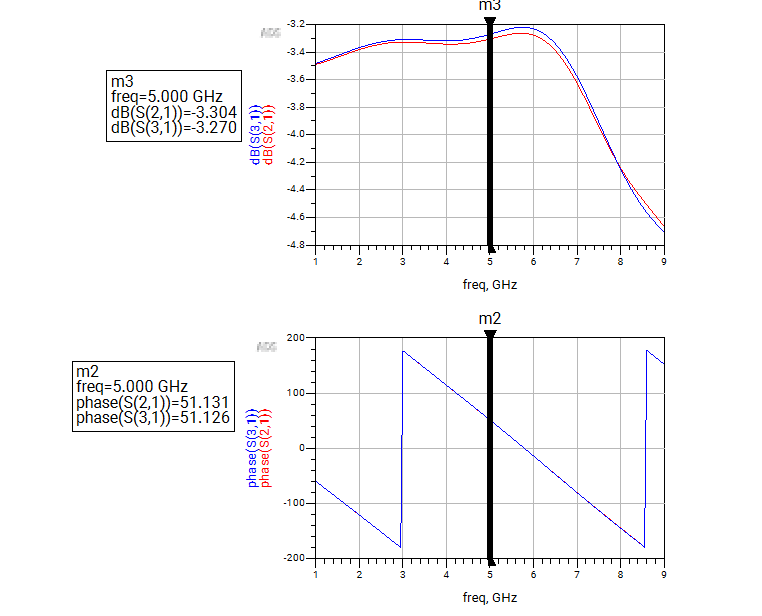 m3
ADS
m3
freq=5.000 GHz
dB(S(2,1))=-3.304
dB(S(3,1))=-3.270
dB(S(3,1))
dB(S(2,1))
-3.2
-3.4
-3.6
-3.8
-4.0
-4.2
-4.4
-4.6
-4.8
1 2 3 4 5 6 7 8 9
freq, GHz
m2
ADS
m2
freq=5.000 GHz
phase(S(2,1))=51.131
phase(S(3,1))=51.126
phase(S(3,1))
phase(S(2,1))
200
100
0
-100
-200
1 2 3 4 5 6 7 8 9
freq, GHz